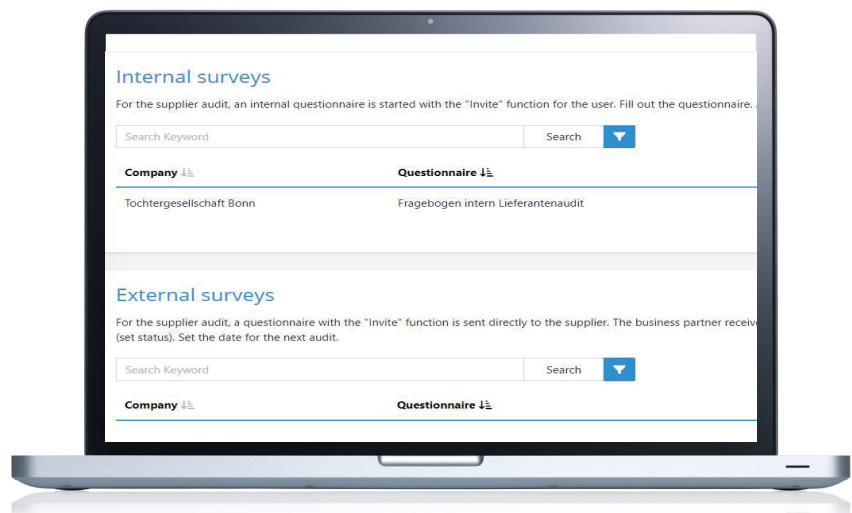 Internal surveys
For the supplier audit, an internal questionnaire is started with the "Invite" function for the user. Fill out the questionnaire.
Search Keyword Search
Company Questionnaire
Tochtergesellschaft Bonn Fragebogen intern Lieferantenaudit
External surveys
For the supplier audit, a questionnaire with the "Invite" function is sent directly to the supplier. The business partner receiv
(set status). Set the date for the next audit.
Search Keyword Search
Company Questionnaire